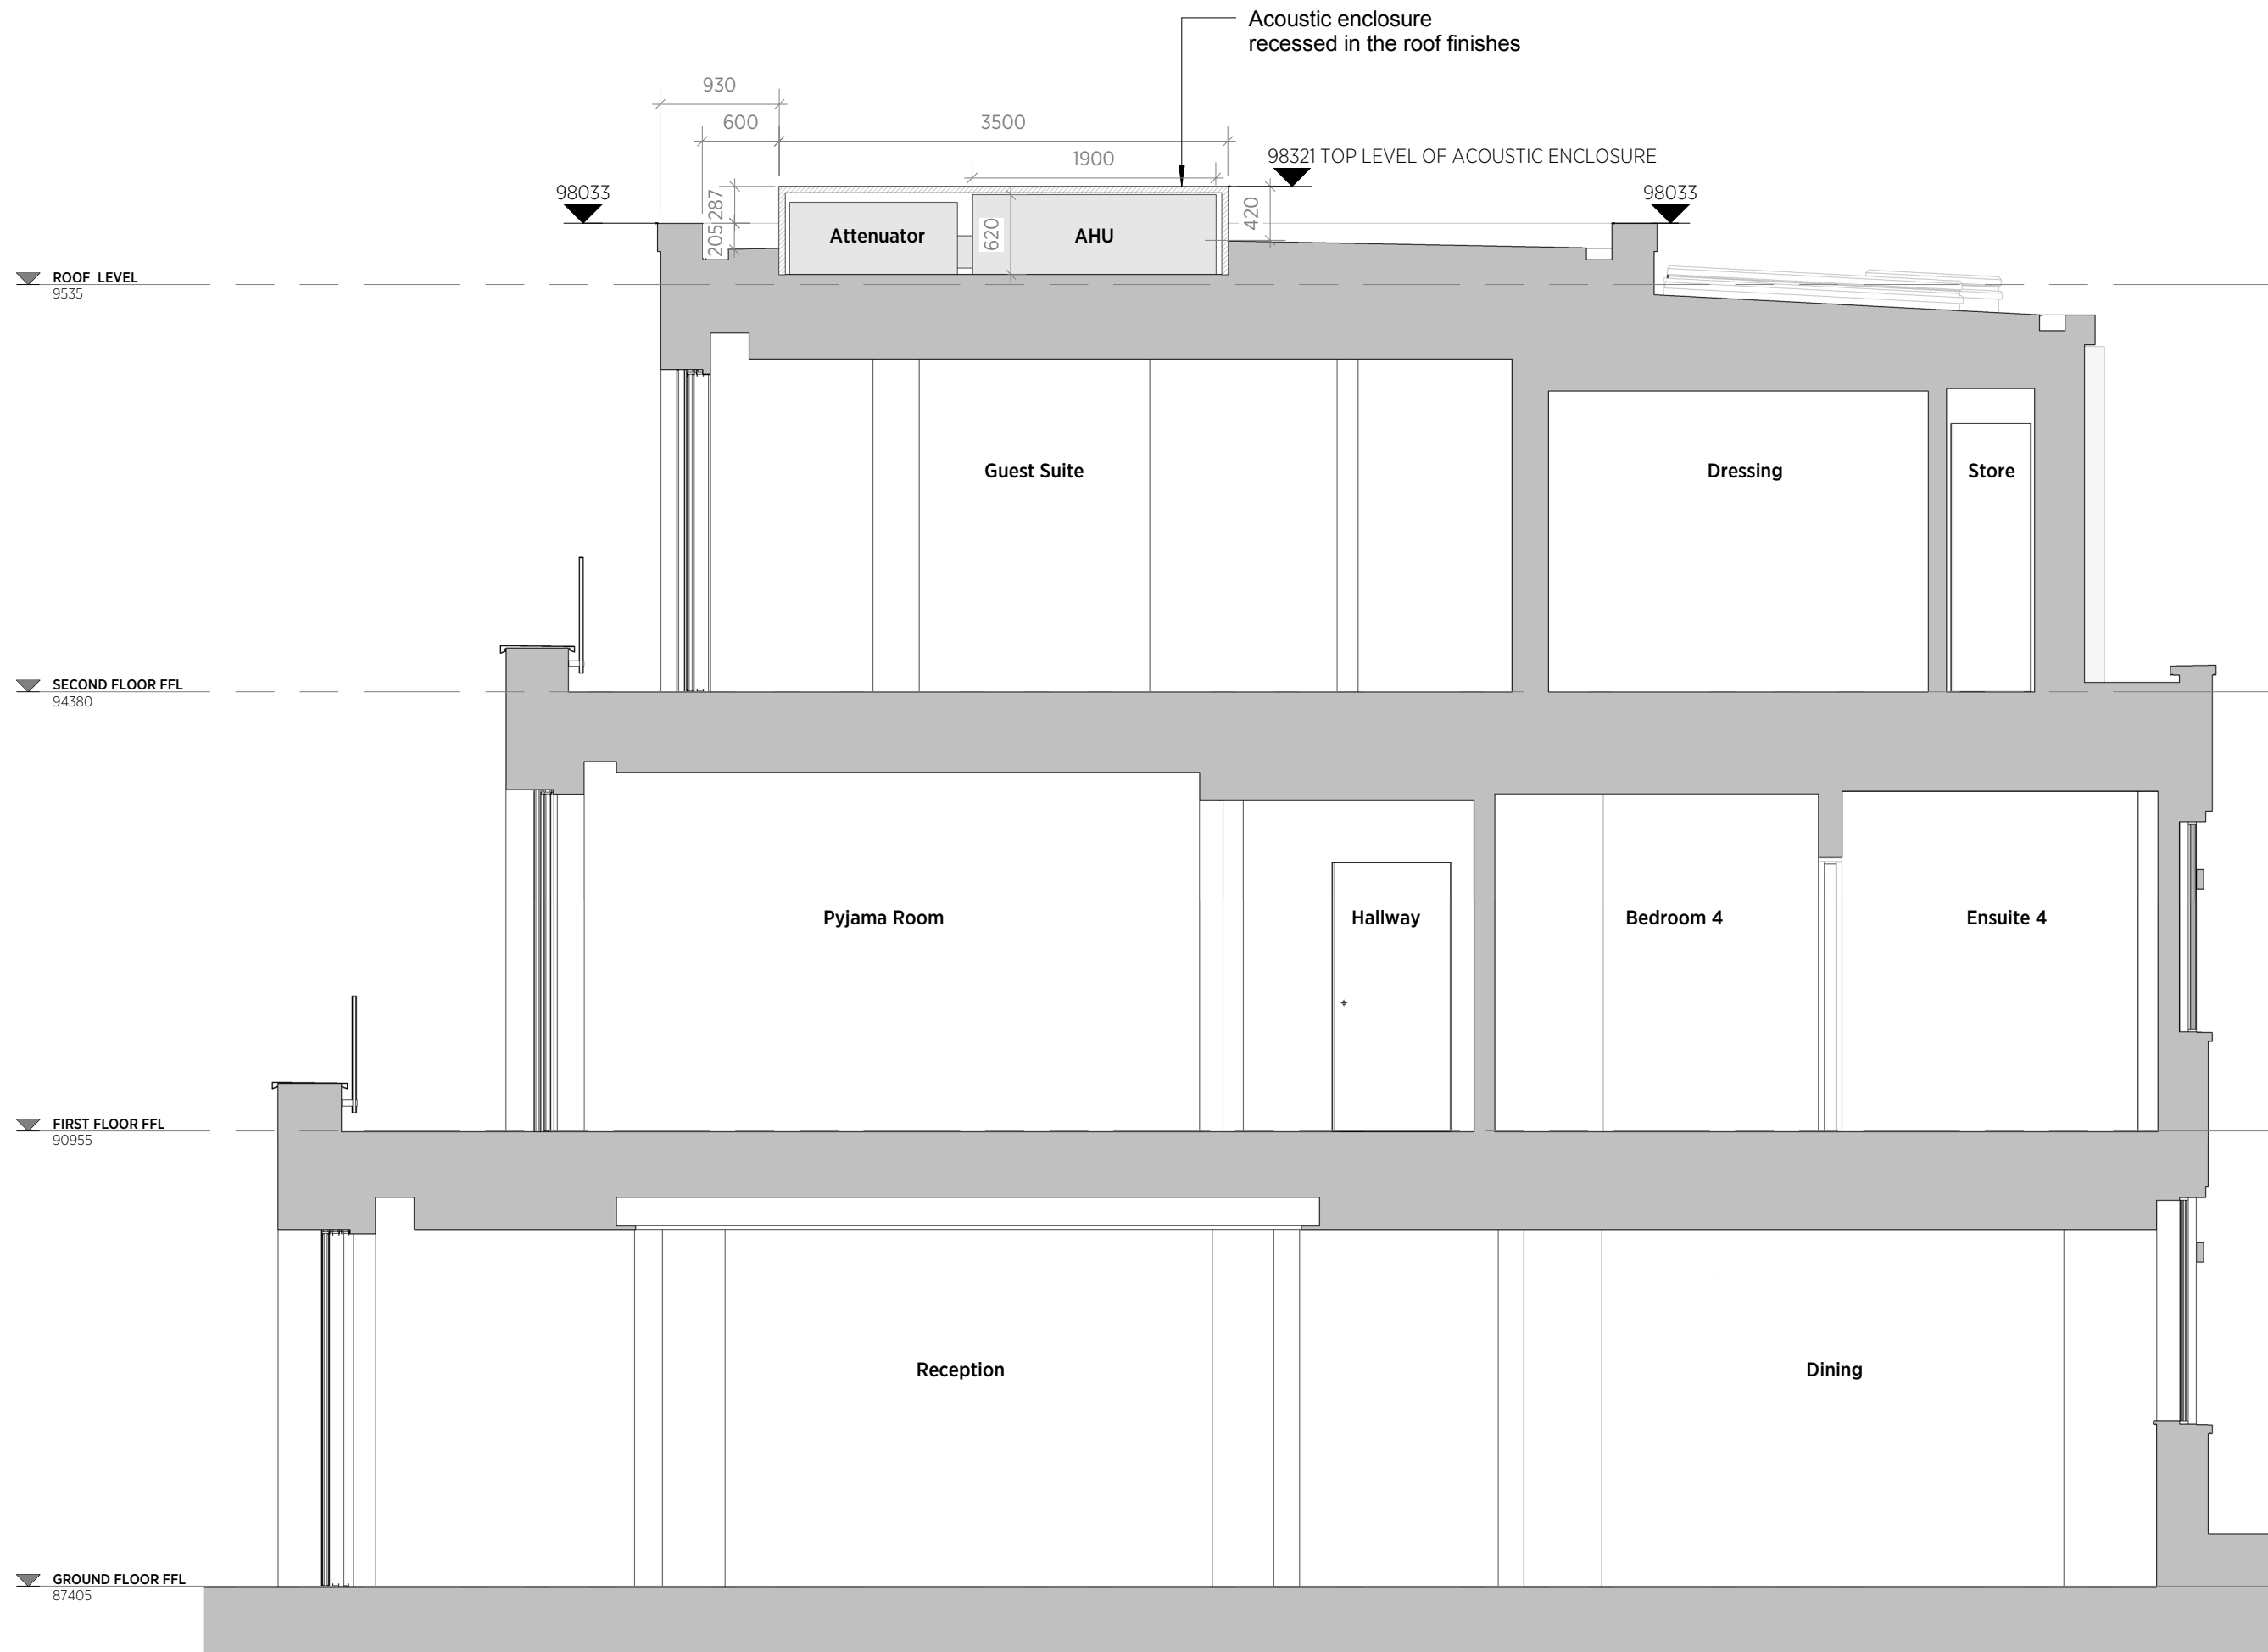 Acoustic enclosure
recessed in the roof finishes
930
600
3500
1900
98321 TOP LEVEL OF ACOUSTIC ENCLOSURE
98033
98033
287
205
420
620
Attenuator
AHU
ROOF LEVEL
9535
Guest Suite
Dressing
Store
SECOND FLOOR FFL
94380
Pyjama Room
Hallway
Bedroom 4
Ensuite 4
FIRST FLOOR FFL
90955
Reception
Dining
GROUND FLOOR FFL
87405